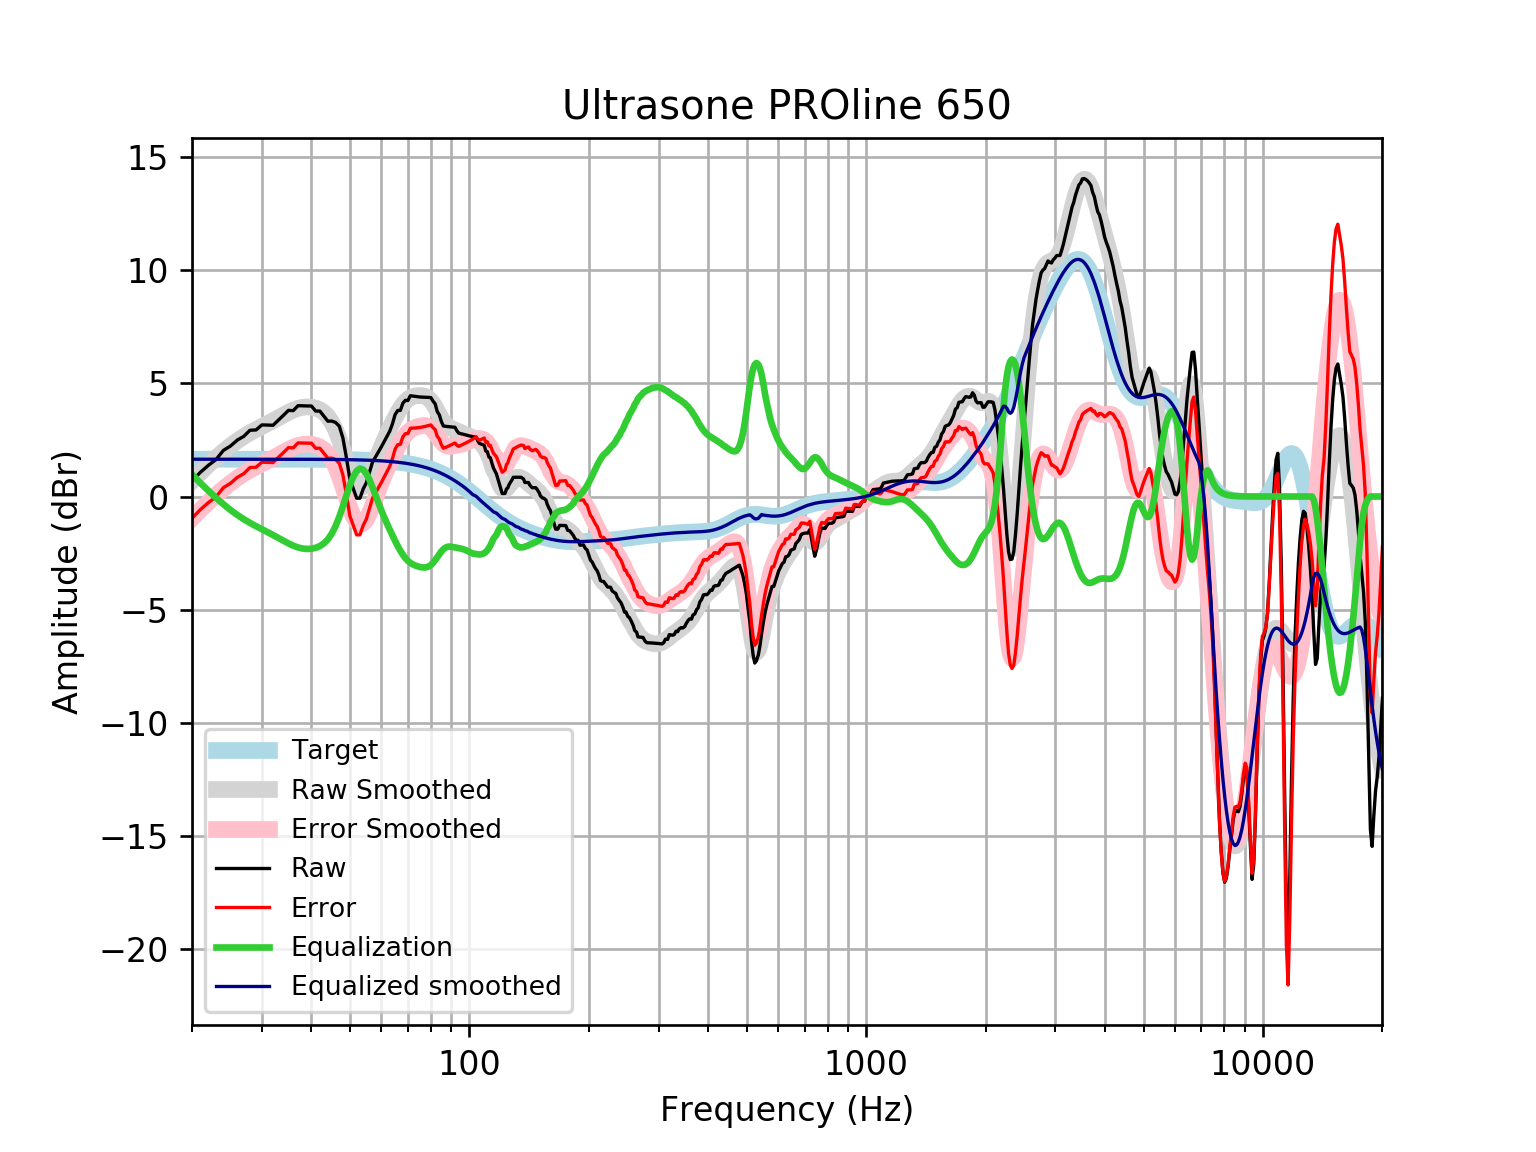 Ultrasone PROline 650
15
10
5
0
−5
−10
−15
−20
Amplitude (dBr)
Target
Raw Smoothed
Error Smoothed
Raw
Error
Equalization
Equalized smoothed
100
1000
10000
Frequency (Hz)